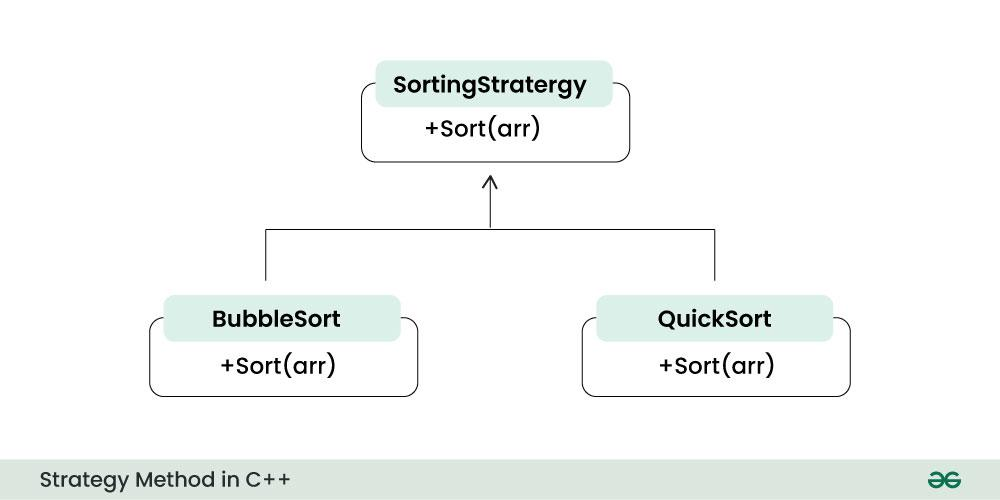 SortingStratergy
+Sort(arr)
BubbleSort
QuickSort
+Sort(arr)
+Sort(arr)
Strategy Method in C++